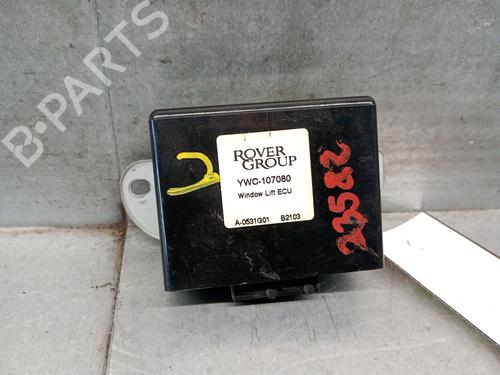 B-PARTS
ROVER
GROUP
YWC-107080
Window Lift ECU
A-0531G01 B2103
23582